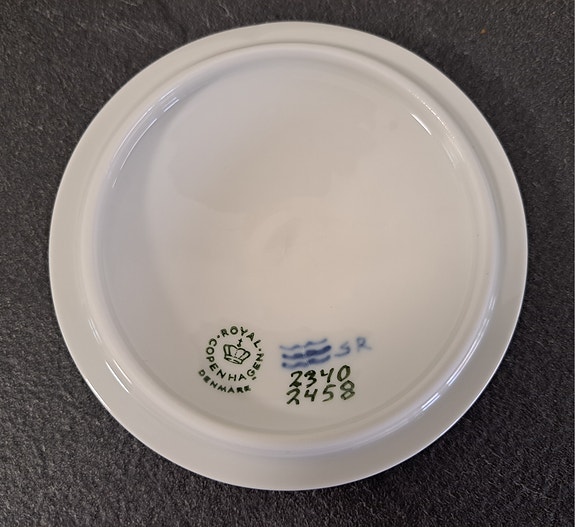 ·ROYAL·
COPENHAGEN
DENMARK
SR
2340
2458